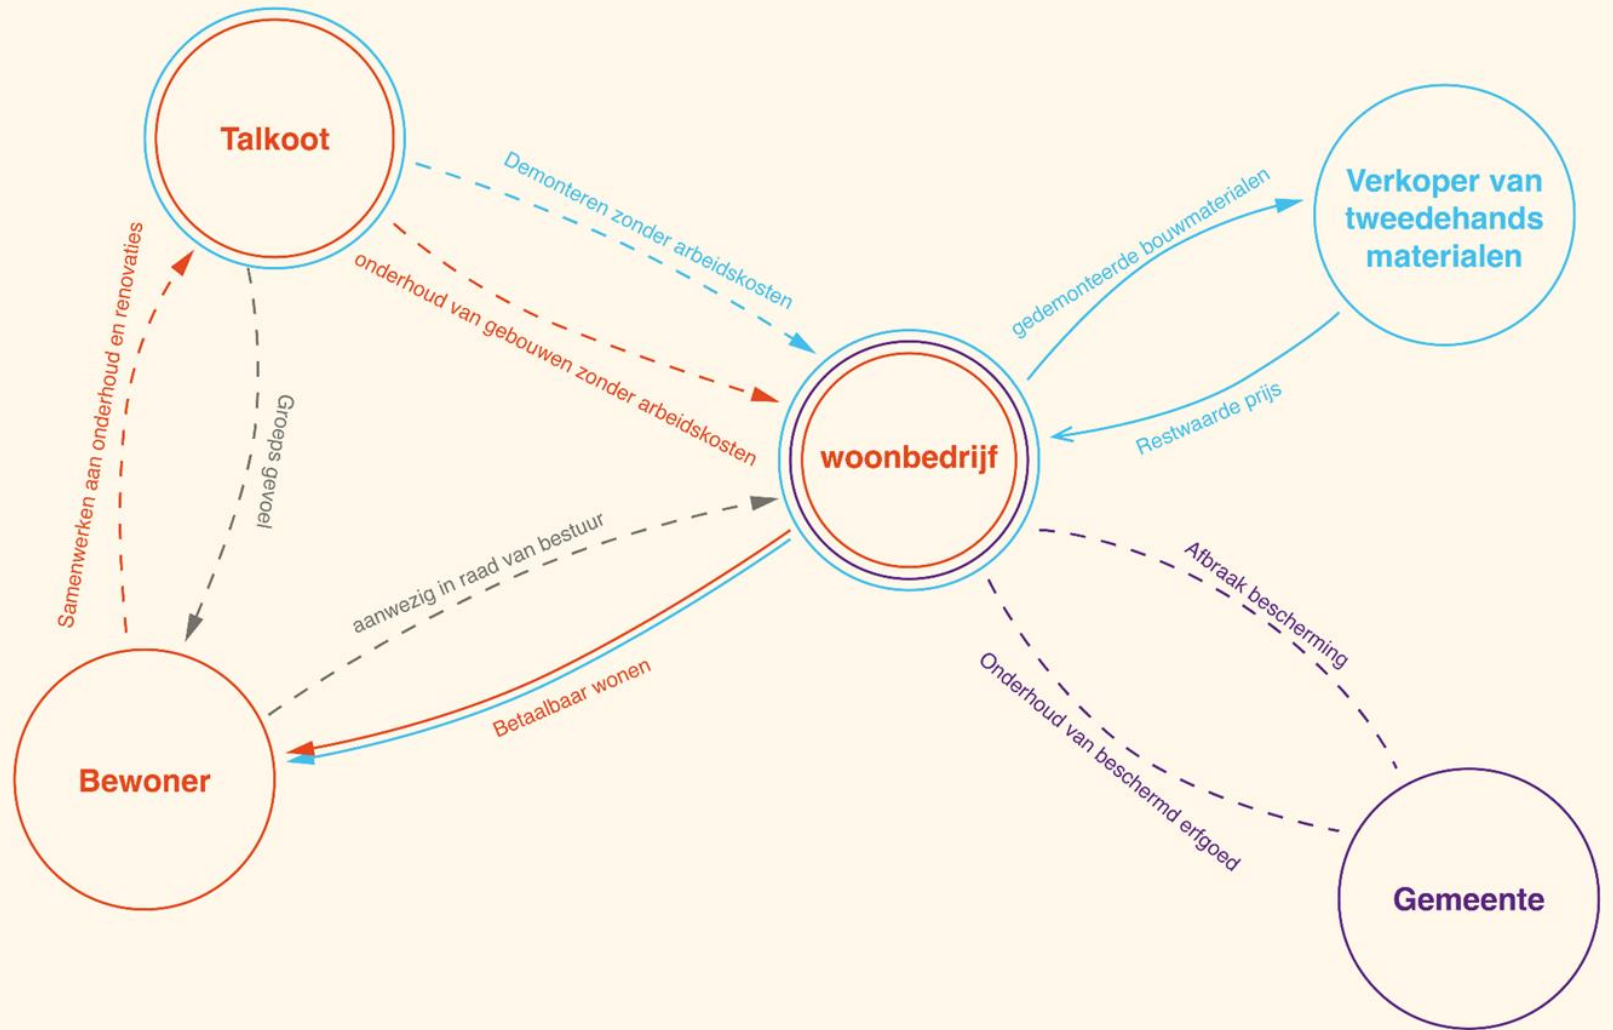 Talkoot
Demonteren zonder arbeidskosten
onderhoud van gebouwen zonder arbeidskosten
gedemonteerde bouwmaterialen
Verkoper van
tweedehands
materialen
Restwaarde prijs
Samenwerken aan onderhoud en renovaties
Groeps gevoel
woonbedrijf
aanwezig in raad van bestuur
Betaalbaar wonen
Afbraak bescherming
Onderhoud van beschermd erfgoed
Bewoner
Gemeente